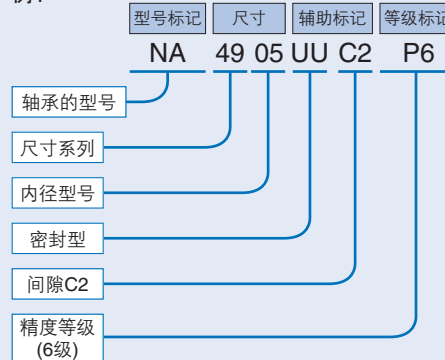 例：
型号标记 尺寸 辅助标记 等级标记
NA 49 05 UU C2 P6
轴承的型号
尺寸系列
内径型号
密封型
间隙C2
精度等级
(6级)